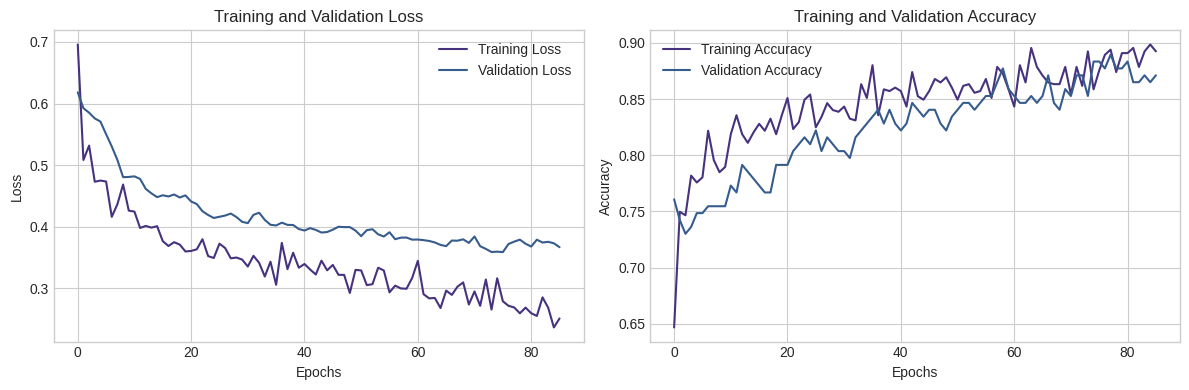 Training and Validation Loss
Training Loss
Validation Loss
0.7
0.6
0.5
0.4
0.3
Loss
0
20
40
60
80
Epochs
Training and Validation Accuracy
Training Accuracy
Validation Accuracy
0.90
0.85
0.80
0.75
0.70
0.65
Accuracy
0
20
40
60
80
Epochs